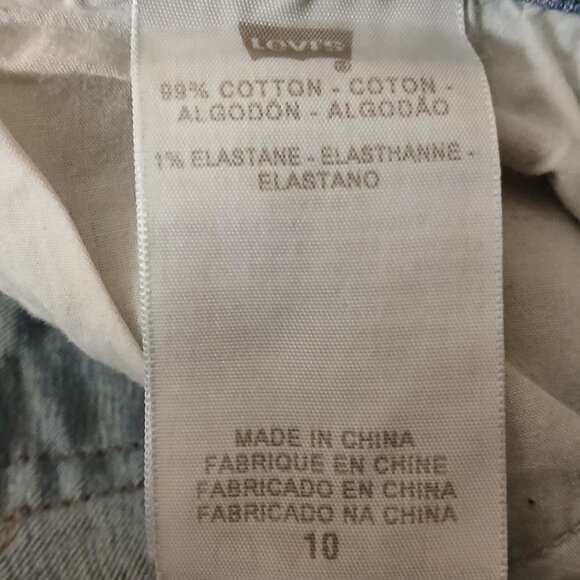 Levi's
®
99% COTTON - COTON -
ALGODÓN - ALGODÃO
1% ELASTANE - ELASTHANNE -
ELASTANO
MADE IN CHINA
FABRIQUE EN CHINE
FABRICADO EN CHINA
FABRICADO NA CHINA
10